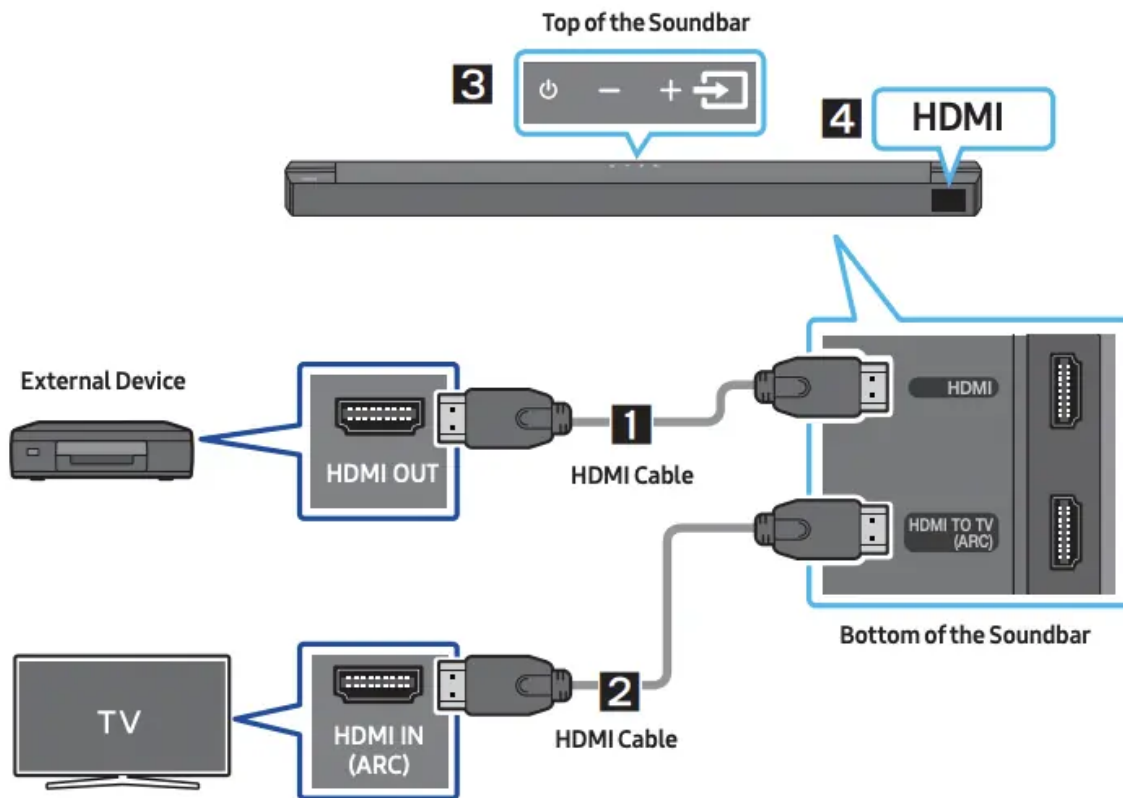 Top of the Soundbar
3
4
HDMI
External Device
HDMI OUT
1
HDMI Cable
HDMI
HDMI TO TV
(ARC)
Bottom of the Soundbar
TV
HDMI IN
(ARC)
2
HDMI Cable